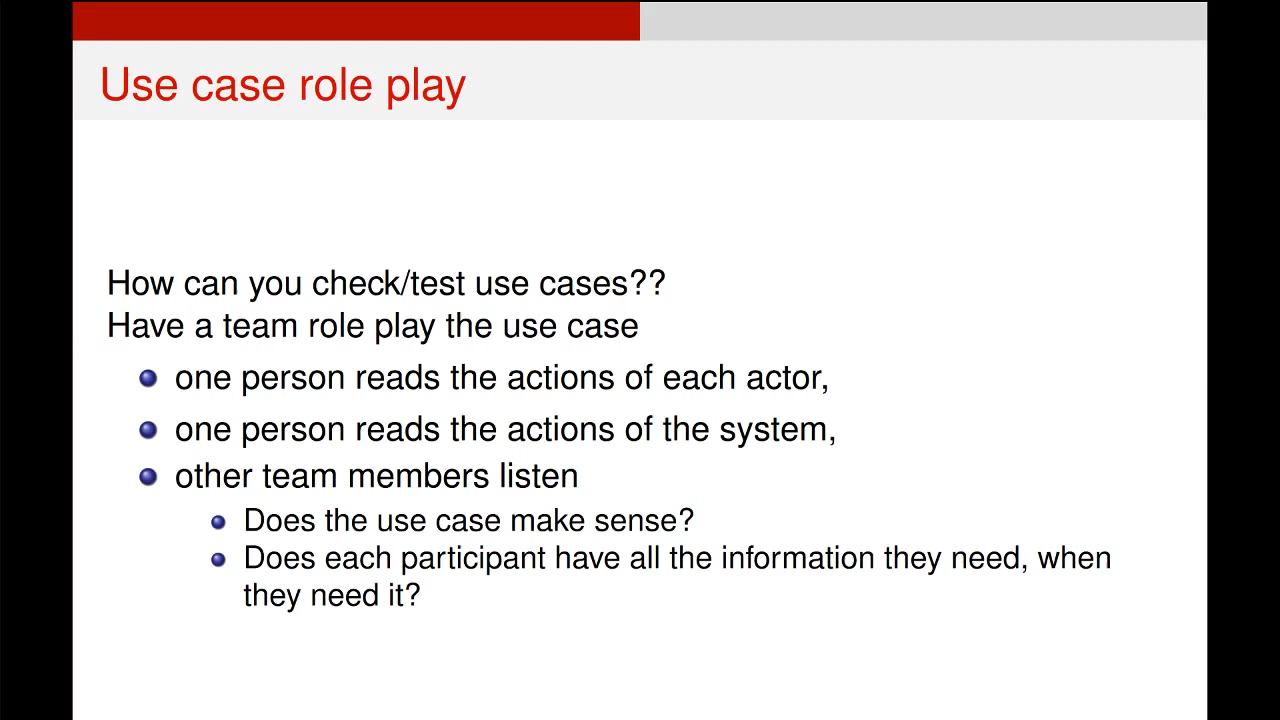 Use case role play
How can you check/test use cases??
Have a team role play the use case
one person reads the actions of each actor,
one person reads the actions of the system,
other team members listen
Does the use case make sense?
Does each participant have all the information they need, when
they need it?